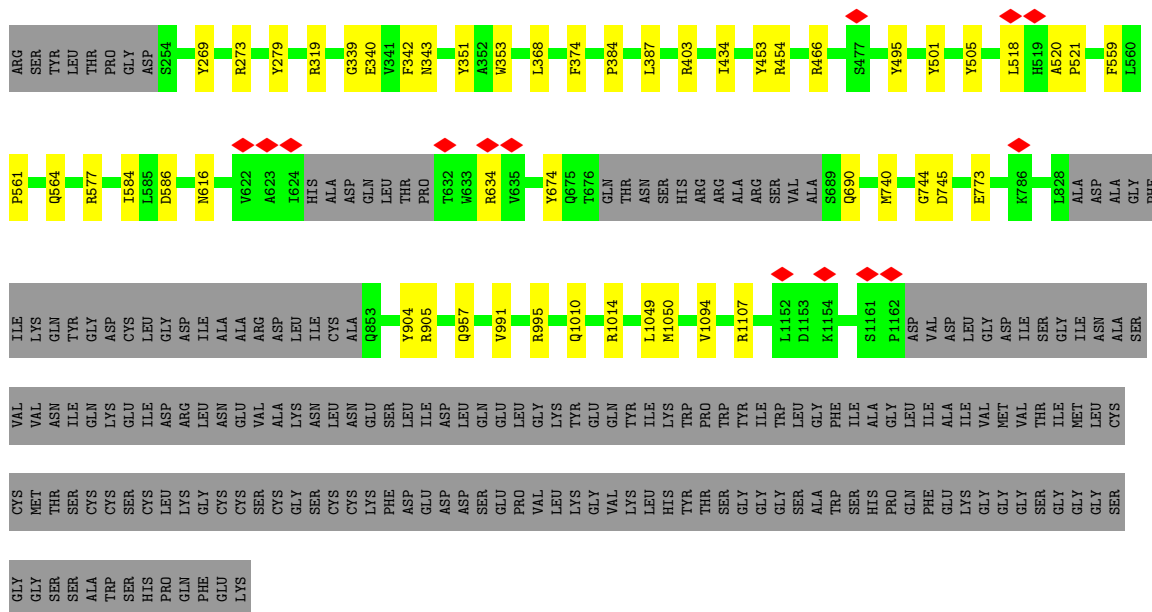 ARG SER TYR LEU THR PRO GLY ASP S254 Y269 R273 Y279 R319 G339 E340 V341 F342 N343 Y351 A352 W353 L368 F374 P384 L387 R403 I434 Y453 R454 R466 S477 Y495 Y501 Y505 L518 H519 A520 P521 F559 L560
P561 Q564 R577 I584 L585 D586 N616 V622 A623 I624 HIS ALA ASP GLN LEU THR PRO T632 W633 R634 V635 Y674 Q675 T676 GLN THR ASN SER HIS ARG ARG ALA ARG SER VAL ALA S689 Q690 M740 G744 D745 E773 K786 L828 ALA ASP ALA GLY PHE
ILE LYS GLN TYR GLY ASP CYS LEU GLY ASP ILE ALA ALA ARG ASP LEU ILE CYS ALA Q853 Y904 R905 Q957 V991 R995 Q1010 R1014 L1049 M1050 V1094 R1107 L1152 D1153 K1154 S1161 P1162 ASP VAL ASP LEU GLY ASP ILE SER GLY ILE ASN ALA SER
VAL VAL ASN ILE GLN LYS GLU ILE ASP ARG LEU ASN GLU VAL ALA LYS ASN LEU ASN GLU SER LEU ILE ASP LEU GLN GLU LEU GLY LYS TYR GLU GLN TYR ILE LYS TRP PRO TRP TYR ILE TRP LEU GLY PHE ILE ALA GLY LEU ILE ALA ILE VAL MET VAL THR ILE MET LEU CYS
CYS MET THR SER CYS CYS SER CYS LEU LYS GLY CYS CYS SER CYS GLY SER CYS CYS LYS PHE ASP GLU ASP ASP SER GLU PRO VAL LEU LYS GLY VAL LYS LEU HIS TYR THR SER GLY GLY GLY SER ALA TRP SER HIS PRO GLN PHE GLU LYS GLY GLY GLY SER GLY GLY GLY SER
GLY GLY SER SER ALA TRP SER HIS PRO GLN PHE GLU LYS